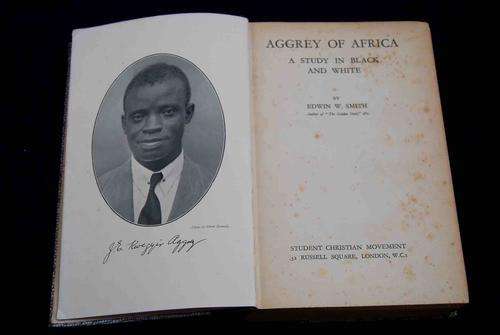 J E Kwegyir Aggrey
AGGREY OF AFRICA
A STUDY IN BLACK
AND WHITE
BY
EDWIN W. SMITH
Author of "The Golden Stool," etc.
STUDENT CHRISTIAN MOVEMENT
32 RUSSELL SQUARE, LONDON, W.C.1